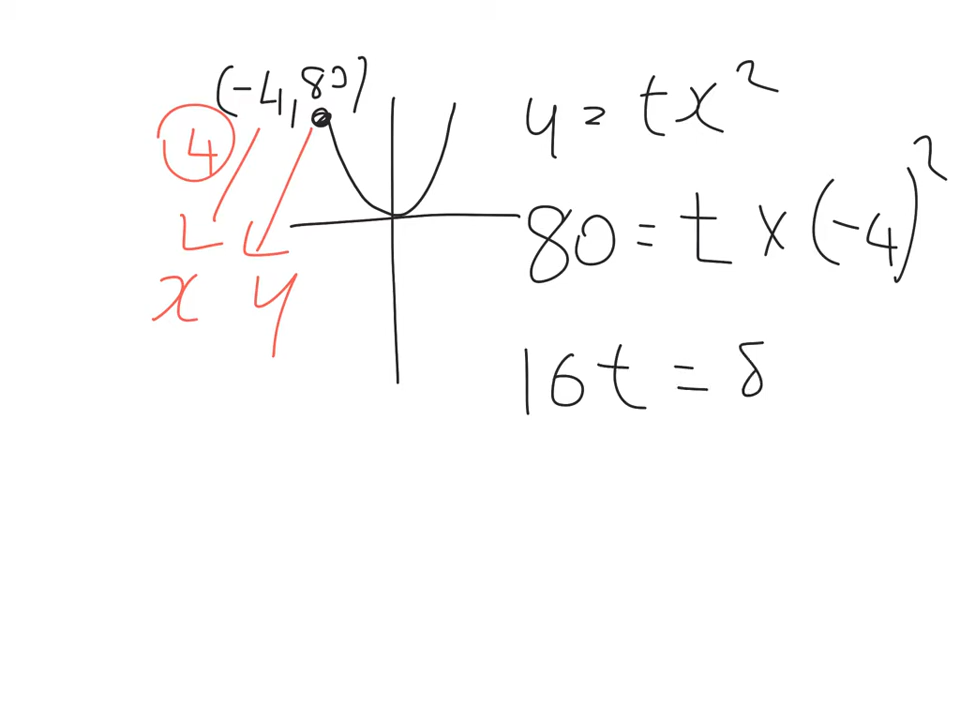 (-4,80)
4
x y
y = tx²
80 = t x (-4)²
16t = 8